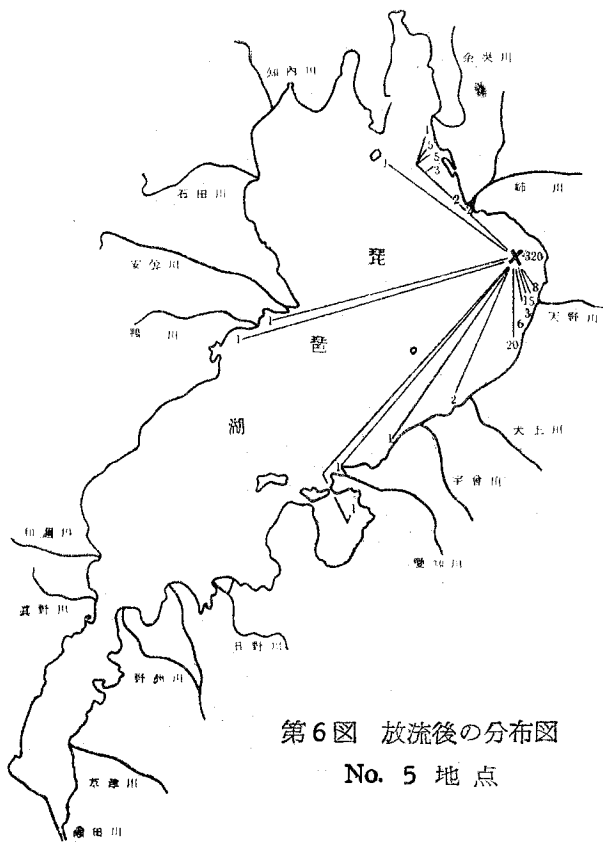 知内川
余呉川
姉川
石田川
安曇川
鴨川
琵
琶
湖
1
5
5
3
2
2
1
320
8
15
3
6
20
天野川
1
1
2
1
犬上川
宇曽川
1
1
愛知川
和邇川
真野川
日野川
野洲川
草津川
瀬田川
第6図 放流後の分布図
No. 5 地点